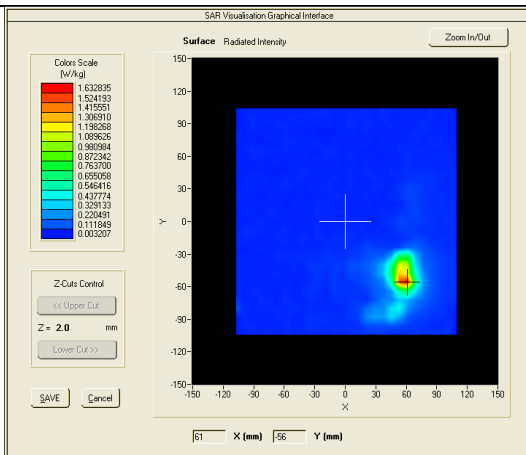 SAR Visualisation Graphical Interface
Surface Radiated Intensity
Zoom In/Out
Colors Scale
(W/kg)
1.632835
1.524193
1.415551
1.306910
1.198268
1.089626
0.980984
0.872342
0.763700
0.655058
0.546416
0.437774
0.329133
0.220491
0.111849
0.003207
Z-Cuts Control
<< Upper Cut
Z = 2.0 mm
Lower Cut >>
SAVE Cancel
150
120
90
60
30
0
-30
-60
-90
-120
-150
Y
-150 -120 -90 -60 -30 0 30 60 90 120 150
X
61 X (mm) -56 Y (mm)